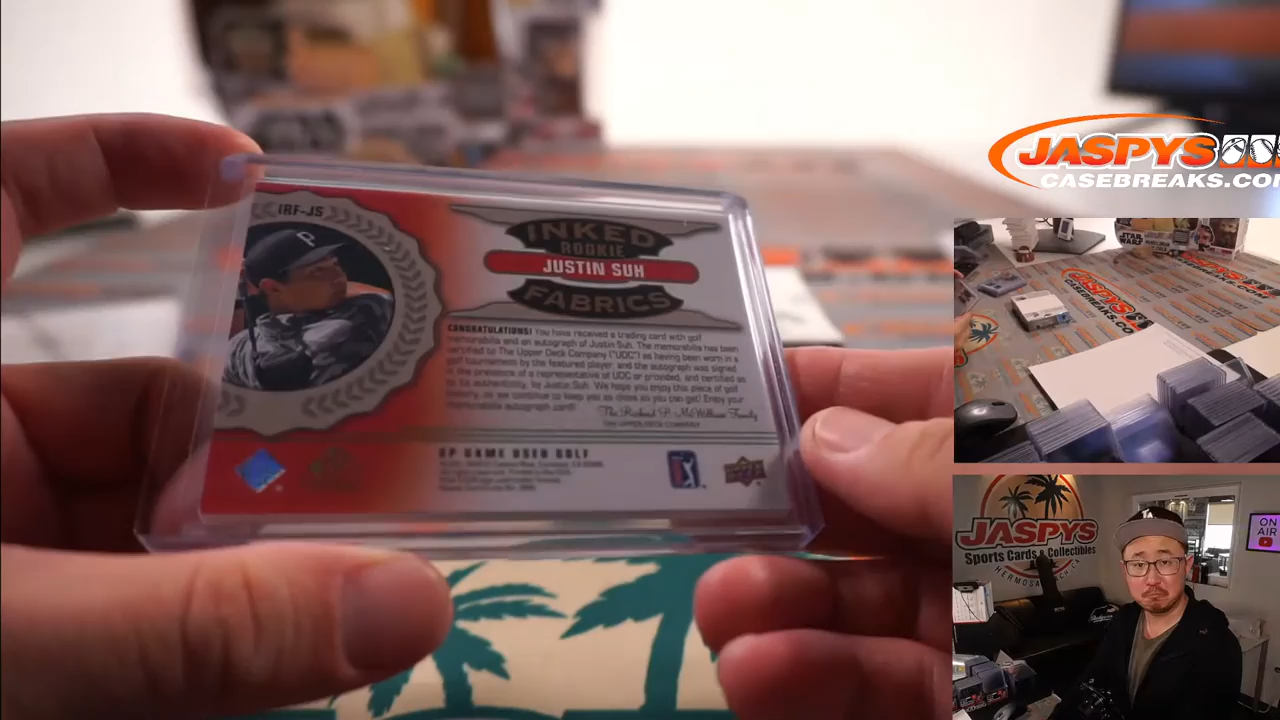 IRF-JS
P
INKED
ROOKIE
JUSTIN SUH
FABRICS
CONGRATULATIONS! You have received a trading card with golf
memorabilia and an autograph of Justin Suh. The memorabilia has been
certified to The Upper Deck Company ("UDC") as having been worn in a
golf tournament by the featured player, and the autograph was signed
in the presence of a representative of UDC or provided, and certified as
to its authenticity, by Justin Suh. We hope you enjoy this piece of golf
history, as we continue to keep you as close as you can get! Enjoy your
memorabilia autograph card!
The Richard P. McWilliam Family
THE UPPER DECK COMPANY
SP GAME USED GOLF
PGA TOUR
JASPYS
CASEBREAKS.CO
STAR
WARS
JASPYS
Sports Cards & Collectibles
HERMOSA BEACH, CA
ON
AIR